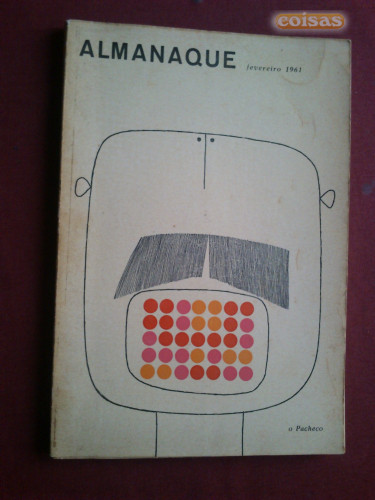 coisas
ALMANAQUE
fevereiro 1961
o Pacheco